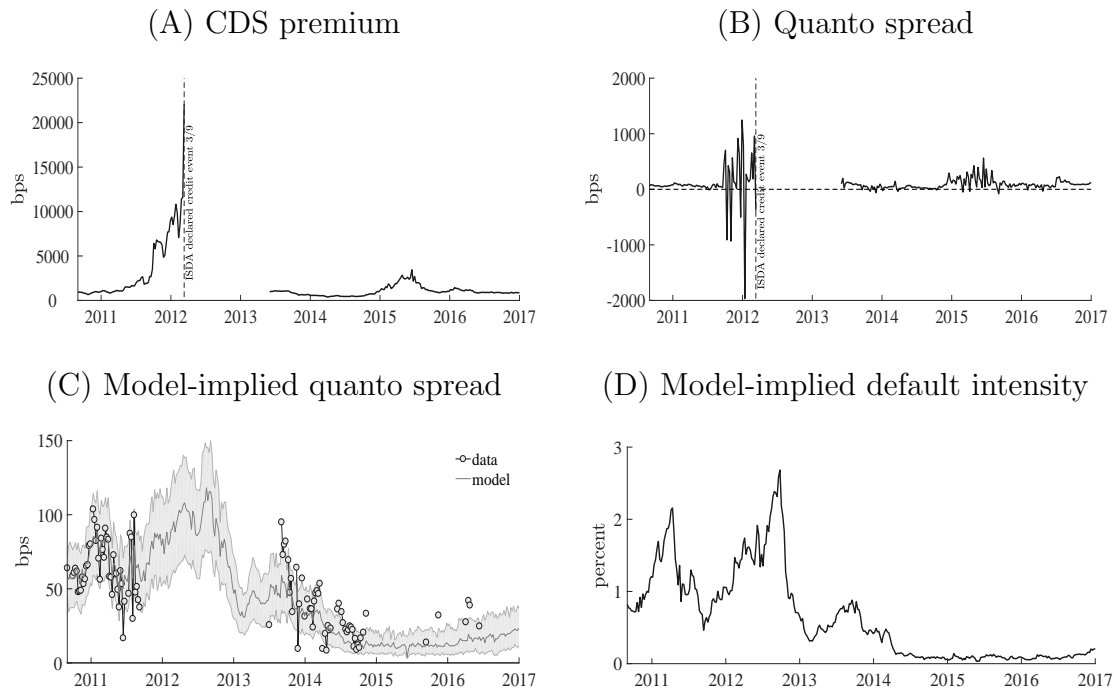 (A) CDS premium
25000
20000
15000
10000
5000
0
bps
ISDA declared credit event 3/9
2011 2012 2013 2014 2015 2016 2017
(B) Quanto spread
2000
1000
0
-1000
-2000
bps
ISDA declared credit event 3/9
2011 2012 2013 2014 2015 2016 2017
(C) Model-implied quanto spread
150
100
50
0
bps
data
model
2011 2012 2013 2014 2015 2016 2017
(D) Model-implied default intensity
3
2
1
0
percent
2011 2012 2013 2014 2015 2016 2017